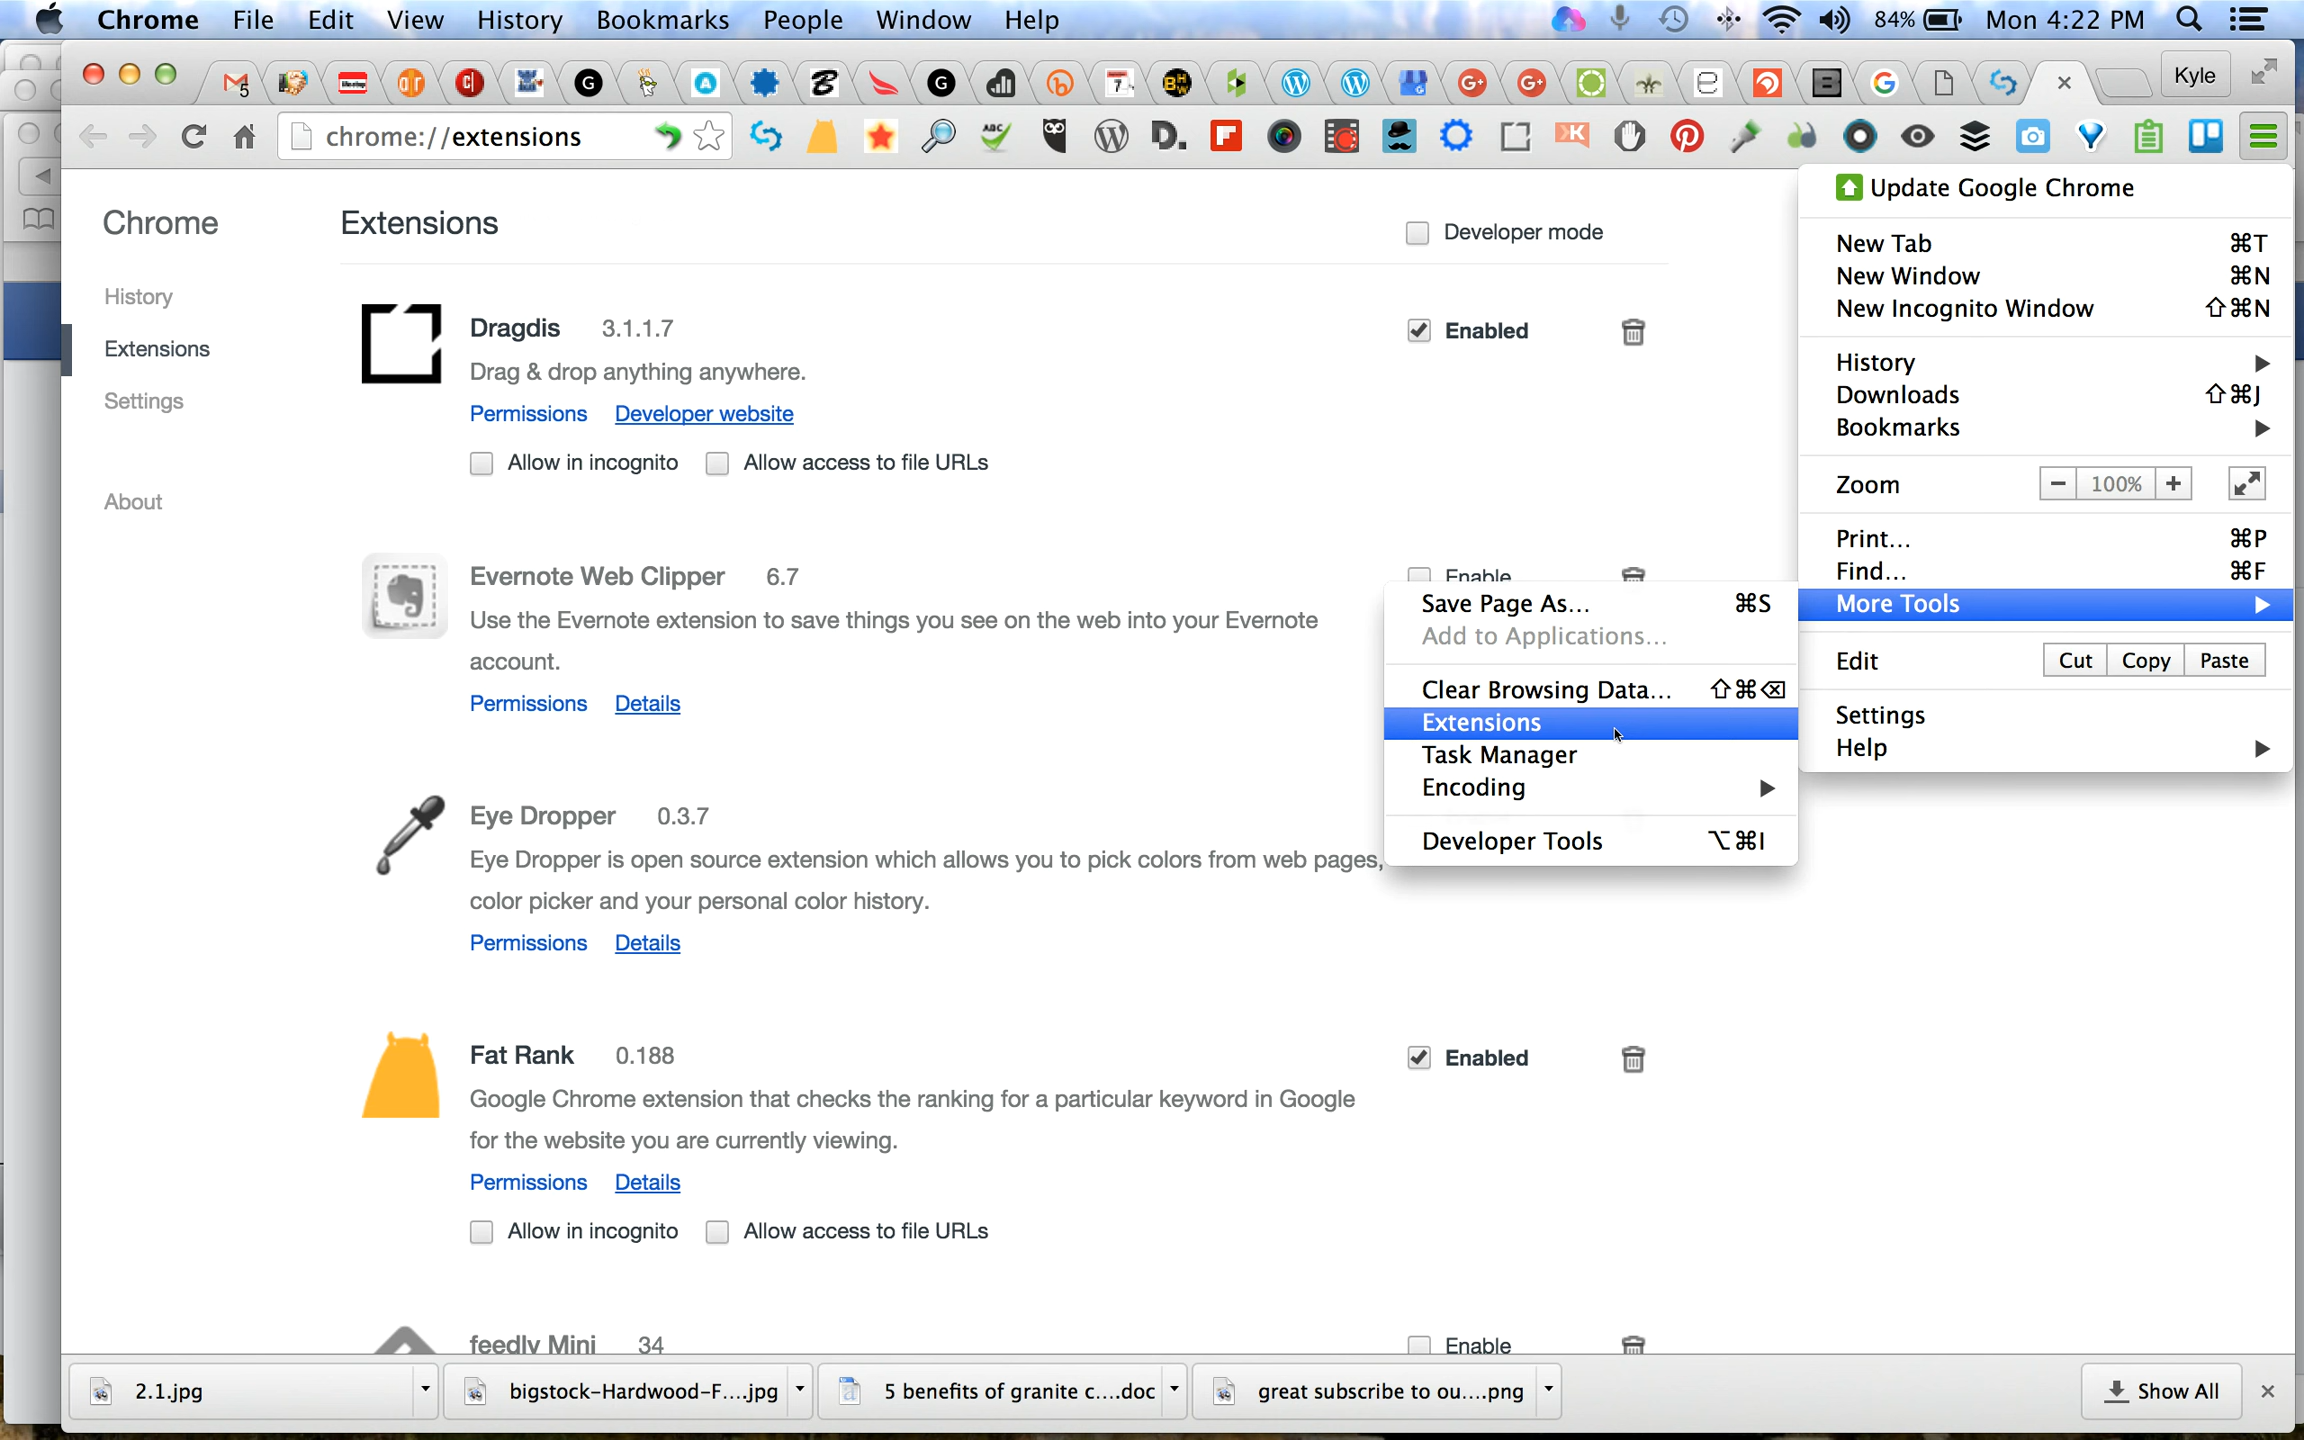 Chrome File Edit View History Bookmarks People Window Help 84% Mon 4:22 PM
Kyle
chrome://extensions
Chrome
History
Extensions
Settings
About
Extensions
Developer mode
Dragdis 3.1.1.7
Enabled
Drag & drop anything anywhere.
Permissions Developer website
Allow in incognito Allow access to file URLs
Evernote Web Clipper 6.7
Enable
Use the Evernote extension to save things you see on the web into your Evernote
account.
Permissions Details
Eye Dropper 0.3.7
Eye Dropper is open source extension which allows you to pick colors from web pages,
color picker and your personal color history.
Permissions Details
Fat Rank 0.188
Enabled
Google Chrome extension that checks the ranking for a particular keyword in Google
for the website you are currently viewing.
Permissions Details
Allow in incognito Allow access to file URLs
feedly Mini 34
Enable
Update Google Chrome
New Tab ⌘T
New Window ⌘N
New Incognito Window ⇧⌘N
History
Downloads ⇧⌘J
Bookmarks
Zoom − 100% +
Print... ⌘P
Find... ⌘F
More Tools
Edit Cut Copy Paste
Settings
Help
Save Page As... ⌘S
Add to Applications...
Clear Browsing Data... ⇧⌘⌫
Extensions
Task Manager
Encoding
Developer Tools ⌥⌘I
2.1.jpg
bigstock-Hardwood-F....jpg
5 benefits of granite c....doc
great subscribe to ou....png
Show All